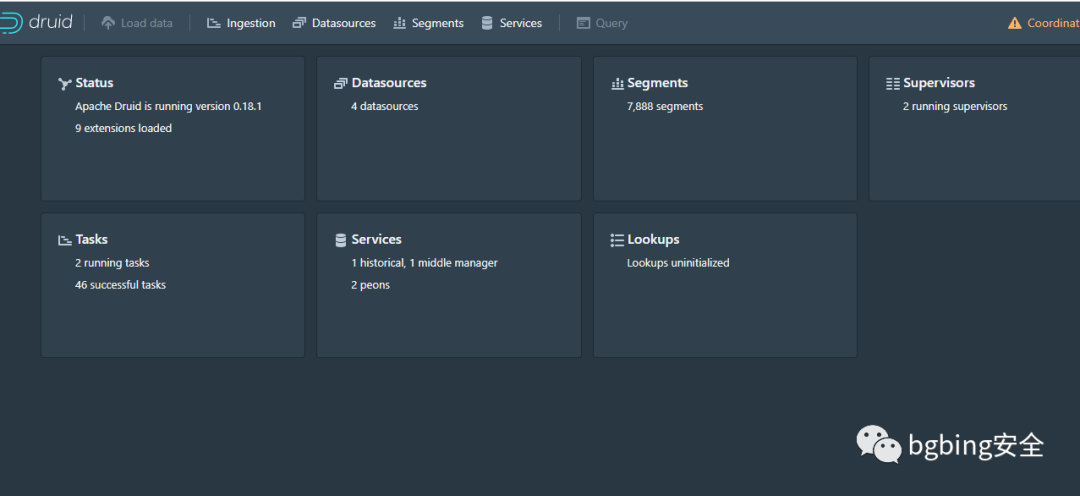 druid Load data Ingestion Datasources Segments Services Query Coordinat
Status
Apache Druid is running version 0.18.1
9 extensions loaded
Datasources
4 datasources
Segments
7,888 segments
Supervisors
2 running supervisors
Tasks
2 running tasks
46 successful tasks
Services
1 historical, 1 middle manager
2 peons
Lookups
Lookups uninitialized
bgbing安全